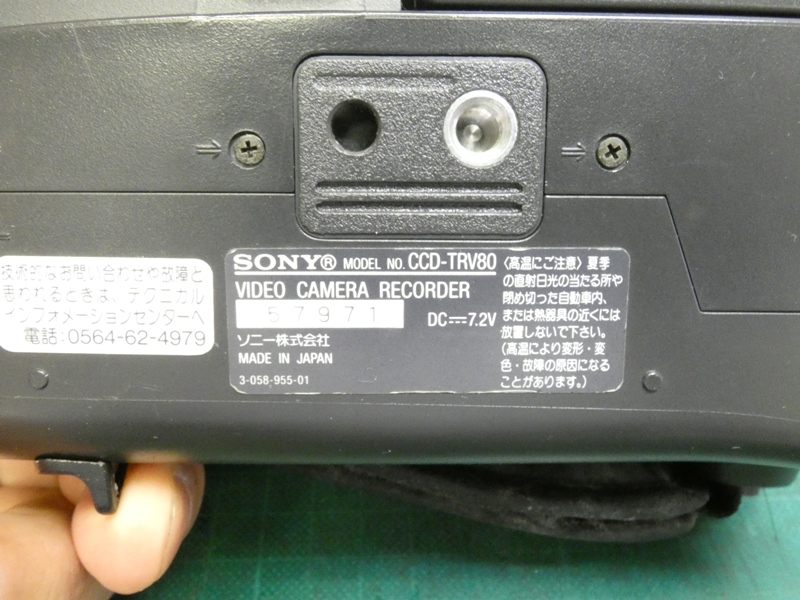 SONY® MODEL NO. CCD-TRV80
VIDEO CAMERA RECORDER
57971
DC⎓7.2V
ソニー株式会社
MADE IN JAPAN
3-058-955-01
〈高温にご注意〉夏季
の直射日光の当たる所や
閉め切った自動車内、
または熱器具の近くには
放置しないで下さい。
(高温により変形・変
色・故障の原因になる
ことがあります。)
技術的なお問い合わせや故障と
思われるときは、テクニカル
インフォメーションセンターへ
電話:0564-62-4979